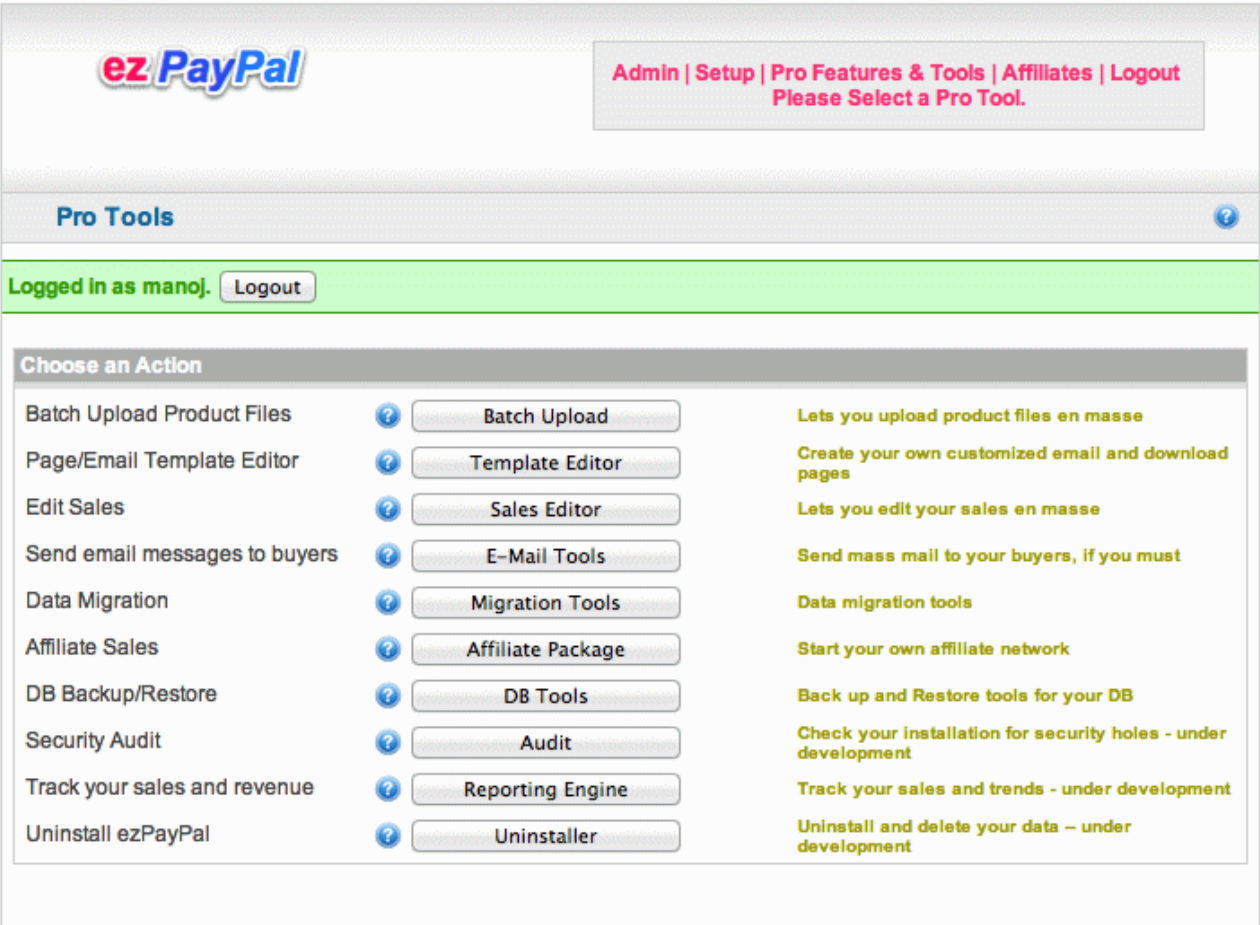 ez PayPal
Admin | Setup | Pro Features & Tools | Affiliates | Logout
Please Select a Pro Tool.
Pro Tools
?
Logged in as manoj. Logout
Choose an Action
Batch Upload Product Files ? Batch Upload Lets you upload product files en masse
Page/Email Template Editor ? Template Editor Create your own customized email and download
pages
Edit Sales ? Sales Editor Lets you edit your sales en masse
Send email messages to buyers ? E-Mail Tools Send mass mail to your buyers, if you must
Data Migration ? Migration Tools Data migration tools
Affiliate Sales ? Affiliate Package Start your own affiliate network
DB Backup/Restore ? DB Tools Back up and Restore tools for your DB
Security Audit ? Audit Check your installation for security holes - under
development
Track your sales and revenue ? Reporting Engine Track your sales and trends - under development
Uninstall ezPayPal ? Uninstaller Uninstall and delete your data – under
development